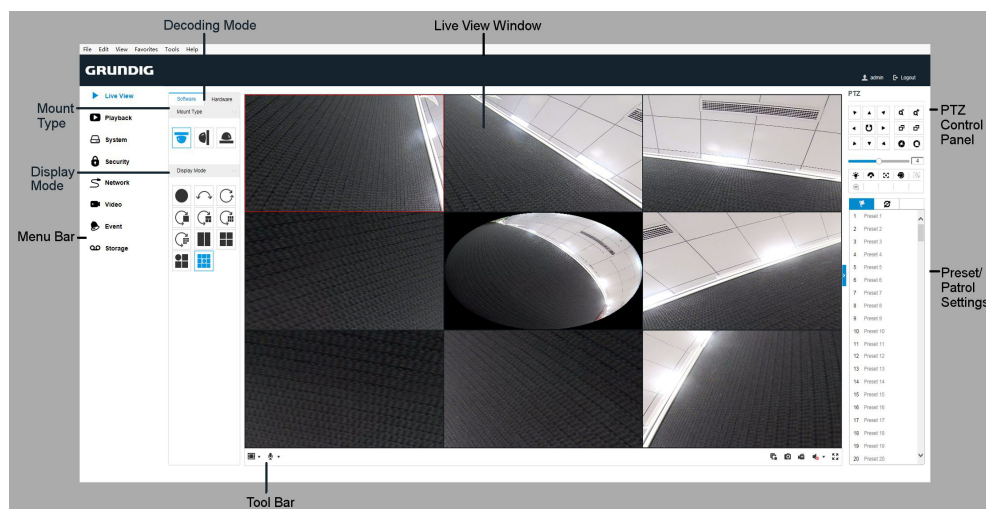 Decoding Mode
Live View Window
File Edit View Favorites Tools Help
GRUNDIG
admin Logout
Mount
Type
Display
Mode
Menu Bar
Live View
Playback
System
Security
Network
Video
Event
Storage
Software Hardware
Mount Type
Display Mode
PTZ
4
PTZ
Control
Panel
1 Preset 1
2 Preset 2
3 Preset 3
4 Preset 4
5 Preset 5
6 Preset 6
7 Preset 7
8 Preset 8
9 Preset 9
10 Preset 10
11 Preset 11
12 Preset 12
13 Preset 13
14 Preset 14
15 Preset 15
16 Preset 16
17 Preset 17
18 Preset 18
19 Preset 19
20 Preset 20
Preset/
Patrol
Settings
Tool Bar